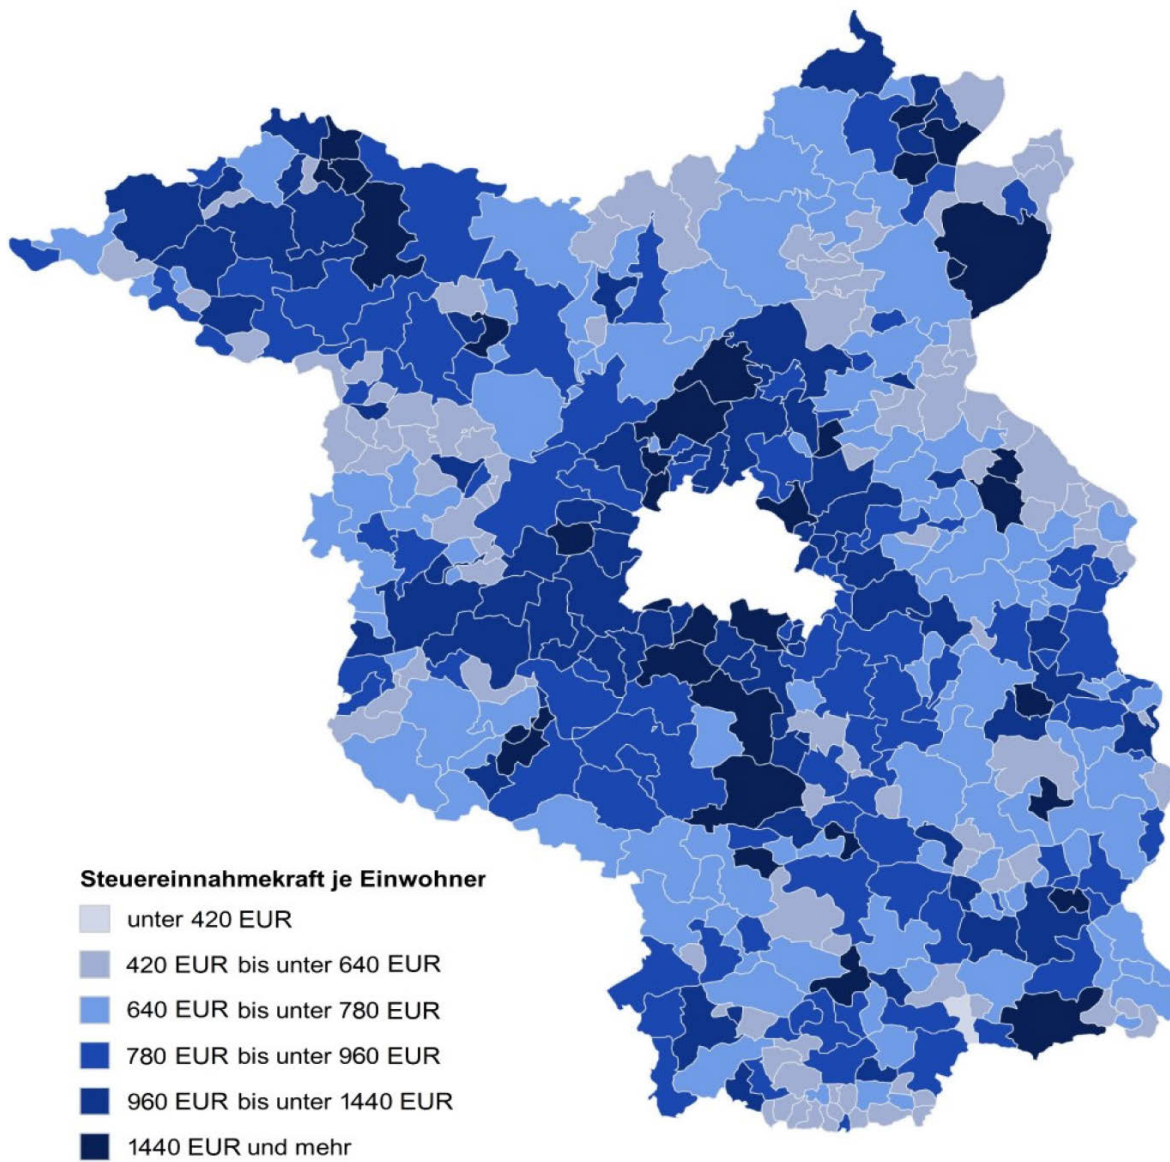 Steuereinnahmekraft je Einwohner
unter 420 EUR
420 EUR bis unter 640 EUR
640 EUR bis unter 780 EUR
780 EUR bis unter 960 EUR
960 EUR bis unter 1440 EUR
1440 EUR und mehr